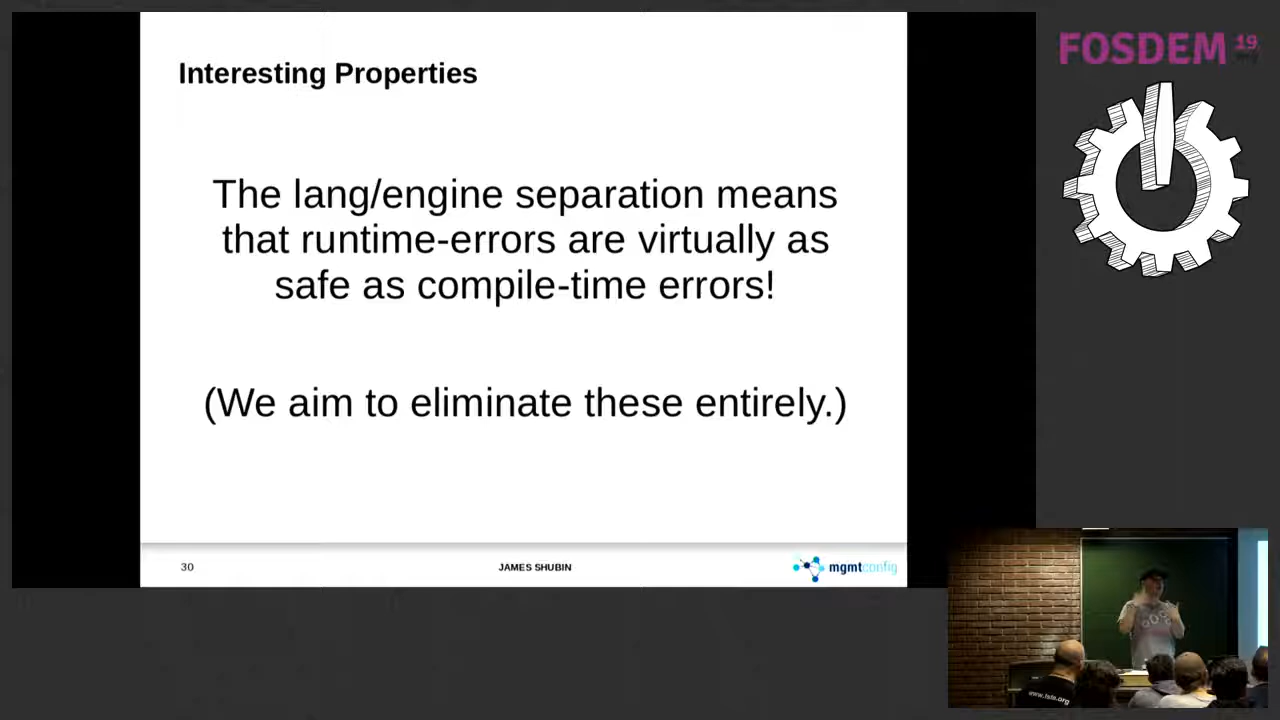 FOSDEM 19
Interesting Properties
The lang/engine separation means
that runtime-errors are virtually as
safe as compile-time errors!
(We aim to eliminate these entirely.)
30
JAMES SHUBIN
mgmtconfig